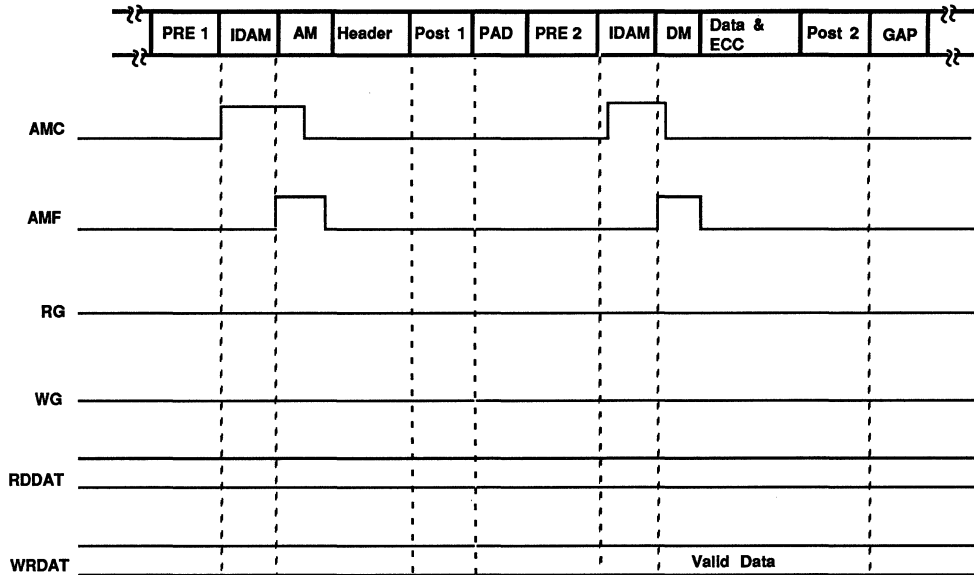 PRE 1 IDAM AM Header Post 1 PAD PRE 2 IDAM DM Data & ECC Post 2 GAP
AMC
AMF
RG
WG
RDDAT
WRDAT Valid Data